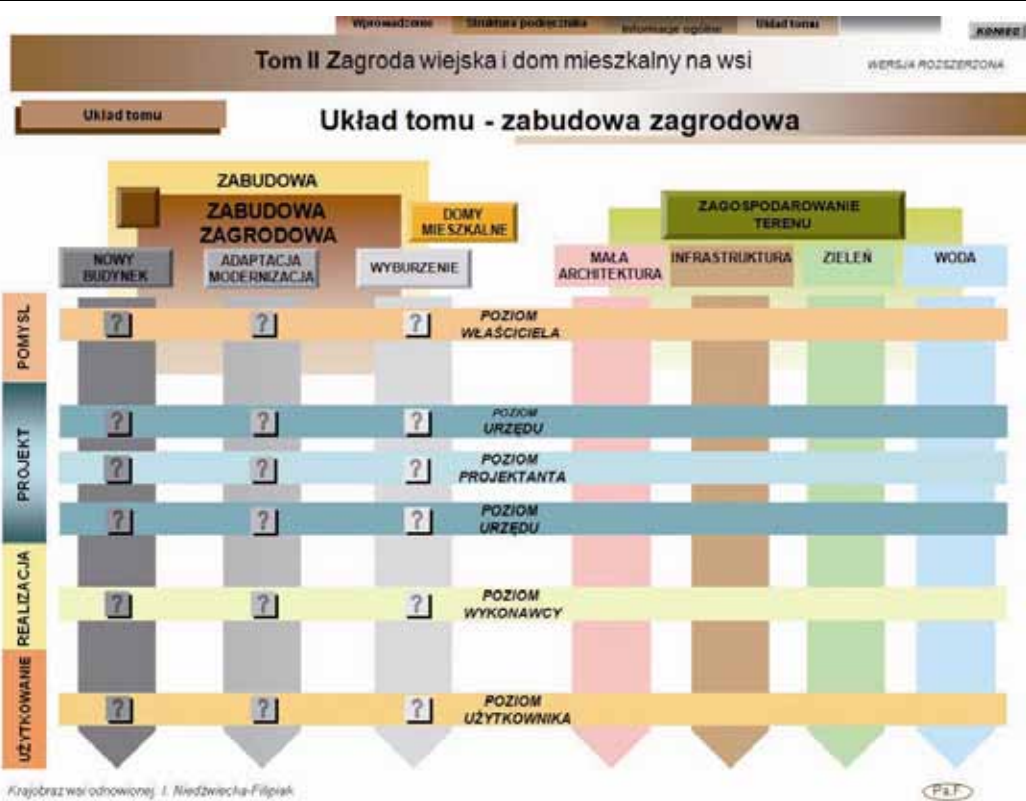 Wprowadzenie
Struktura podręcznika
Informacje ogólne
Układ tomu
KONIEC
Tom II Zagroda wiejska i dom mieszkalny na wsi
WERSJA ROZSZERZONA
Układ tomu
Układ tomu - zabudowa zagrodowa
ZABUDOWA
ZABUDOWA
ZAGRODOWA
DOMY
MIESZKALNE
ZAGOSPODAROWANIE
TERENU
NOWY
BUDYNEK
ADAPTACJA
MODERNIZACJA
WYBURZENIE
MAŁA
ARCHITEKTURA
INFRASTRUKTURA
ZIELEŃ
WODA
POMYSŁ
? ? ?
POZIOM
WŁAŚCICIELA
PROJEKT
? ? ?
POZIOM
URZĘDU
? ? ?
POZIOM
PROJEKTANTA
? ? ?
POZIOM
URZĘDU
REALIZACJA
? ? ?
POZIOM
WYKONAWCY
UŻYTKOWANIE
? ? ?
POZIOM
UŻYTKOWNIKA
Krajobraz wsi odnowionej. I. Niedźwiecka-Filipiak
Pa.F.